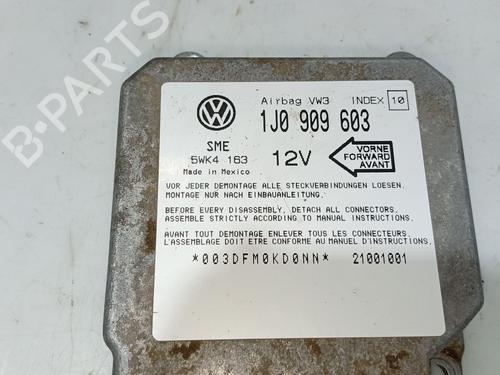 Airbag VW3 INDEX 10
1J0 909 603
SME
5WK4 163
12V
VORNE
FORWARD
AVANT
Made in Mexico
VOR JEDER DEMONTAGE ALLE STECKVERBINDUNGEN LOESEN.
MONTAGE NUR NACH EINBAUANLEITUNG.
BEFORE EVERY DISASSEMBLY, DETACH ALL CONNECTORS.
ASSEMBLE STRICTLY ACCORDING TO MANUAL INSTRUCTIONS.
AVANT TOUT DEMONTAGE ENLEVER TOUS LES CONNECTEURS.
L'ASSEMBLAGE DOIT ETRE CONFORME AU MANUEL D'INSTRUCTIONS.
*003DFM0KD0NN* 21001001
B-Parts